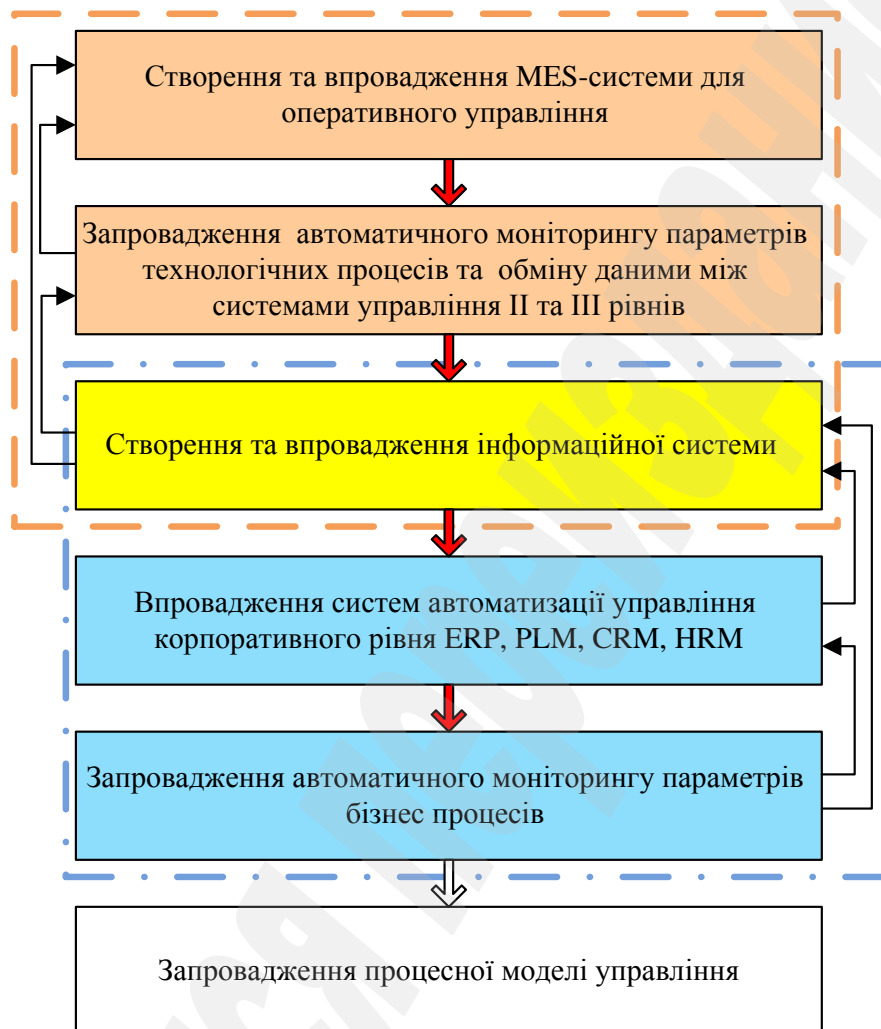 Створення та впровадження MES-системи для
оперативного управління
Запровадження автоматичного моніторингу параметрів
технологічних процесів та обміну даними між
системами управління ІІ та ІІІ рівнів
Створення та впровадження інформаційної системи
Впровадження систем автоматизації управління
корпоративного рівня ERP, PLM, CRM, HRM
Запровадження автоматичного моніторингу параметрів
бізнес процесів
Запровадження процесної моделі управління